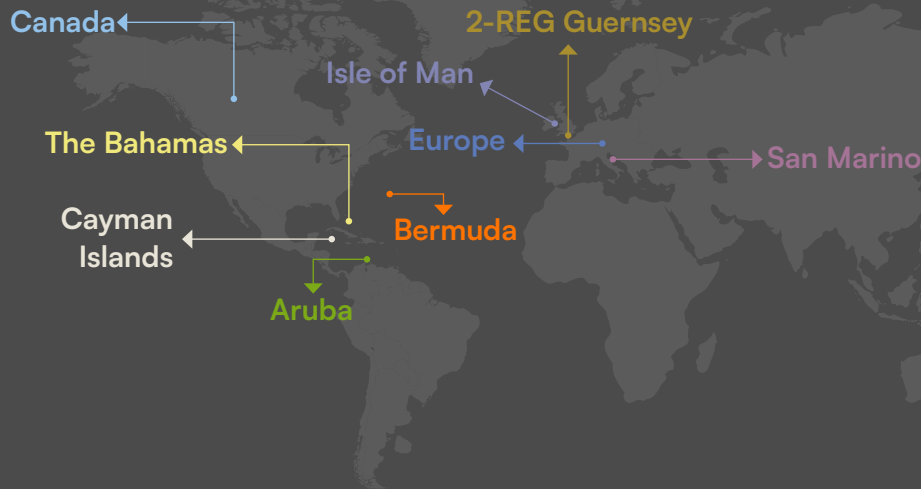 Canada
2-REG Guernsey
Isle of Man
The Bahamas
Europe
San Marino
Cayman
Islands
Bermuda
Aruba